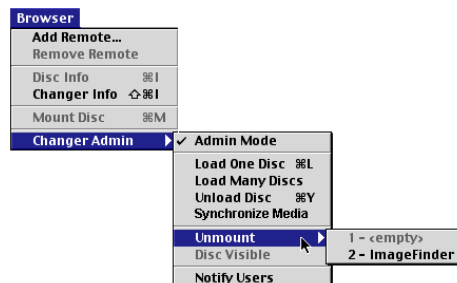 Browser
Add Remote...
Remove Remote
Disc Info ⌘I
Changer Info ⇧⌘I
Mount Disc ⌘M
Changer Admin
✓ Admin Mode
Load One Disc ⌘L
Load Many Discs
Unload Disc ⌘Y
Synchronize Media
Unmount
Disc Visible
Notify Users
1 - <empty>
2 - ImageFinder